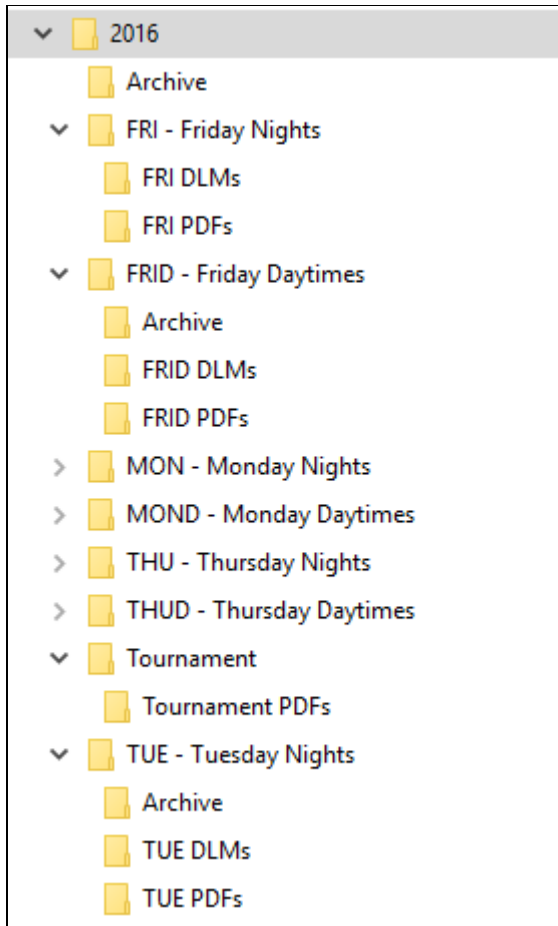 2016
Archive
FRI - Friday Nights
FRI DLMs
FRI PDFs
FRID - Friday Daytimes
Archive
FRID DLMs
FRID PDFs
MON - Monday Nights
MOND - Monday Daytimes
THU - Thursday Nights
THUD - Thursday Daytimes
Tournament
Tournament PDFs
TUE - Tuesday Nights
Archive
TUE DLMs
TUE PDFs